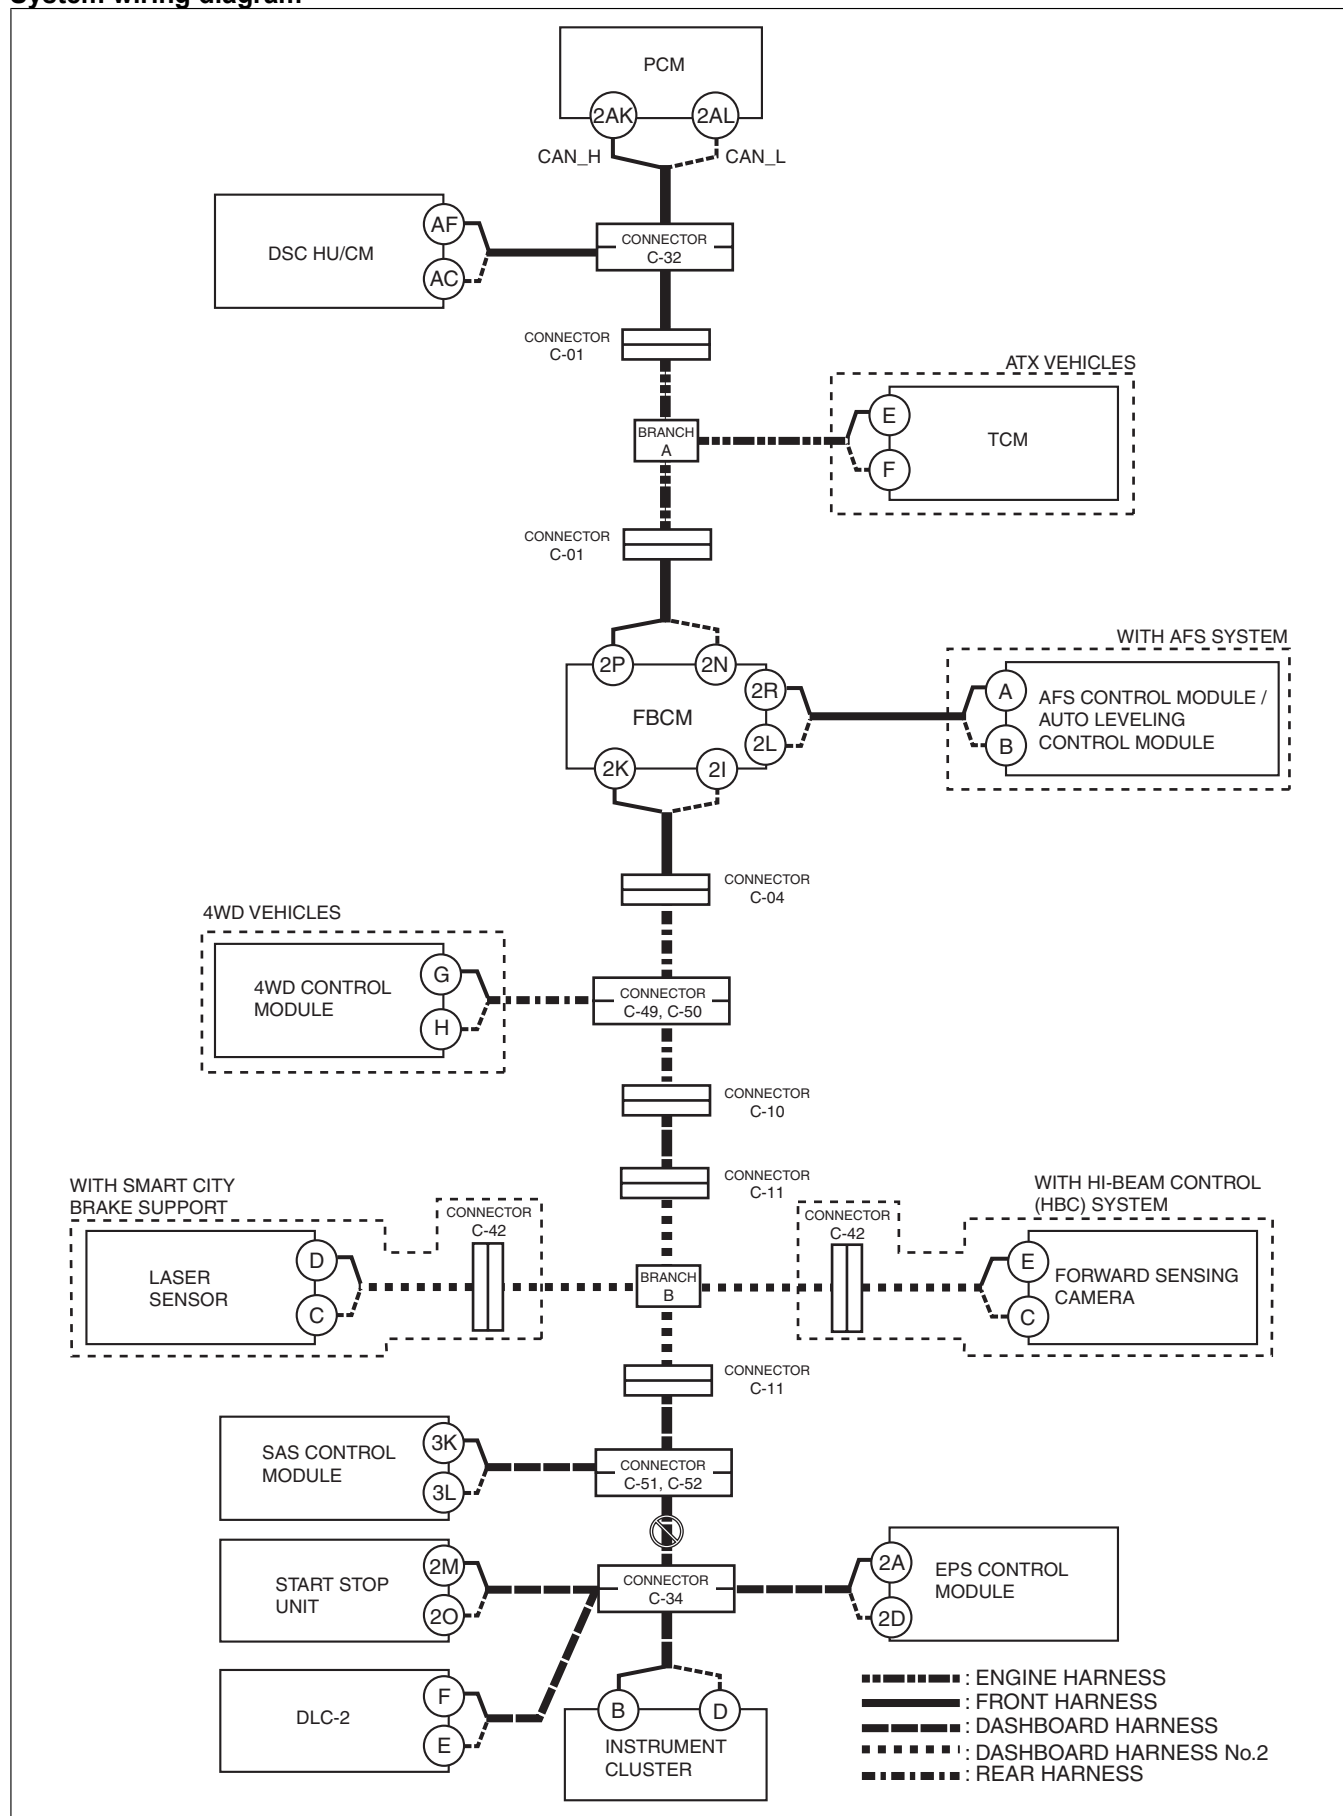 System wiring diagram
PCM
2AK
2AL
CAN_H
CAN_L
DSC HU/CM
AF
AC
CONNECTOR
C-32
CONNECTOR
C-01
ATX VEHICLES
BRANCH
A
E
F
TCM
CONNECTOR
C-01
WITH AFS SYSTEM
2P
2N
2R
2L
FBCM
2K
2I
A
B
AFS CONTROL MODULE /
AUTO LEVELING
CONTROL MODULE
CONNECTOR
C-04
4WD VEHICLES
4WD CONTROL
MODULE
G
H
CONNECTOR
C-49, C-50
CONNECTOR
C-10
CONNECTOR
C-11
WITH SMART CITY
BRAKE SUPPORT
CONNECTOR
C-42
LASER
SENSOR
D
C
BRANCH
B
WITH HI-BEAM CONTROL
(HBC) SYSTEM
CONNECTOR
C-42
E
C
FORWARD SENSING
CAMERA
CONNECTOR
C-11
SAS CONTROL
MODULE
3K
3L
CONNECTOR
C-51, C-52
START STOP
UNIT
2M
2O
CONNECTOR
C-34
2A
2D
EPS CONTROL
MODULE
DLC-2
F
E
B
D
INSTRUMENT
CLUSTER
: ENGINE HARNESS
: FRONT HARNESS
: DASHBOARD HARNESS
: DASHBOARD HARNESS No.2
: REAR HARNESS